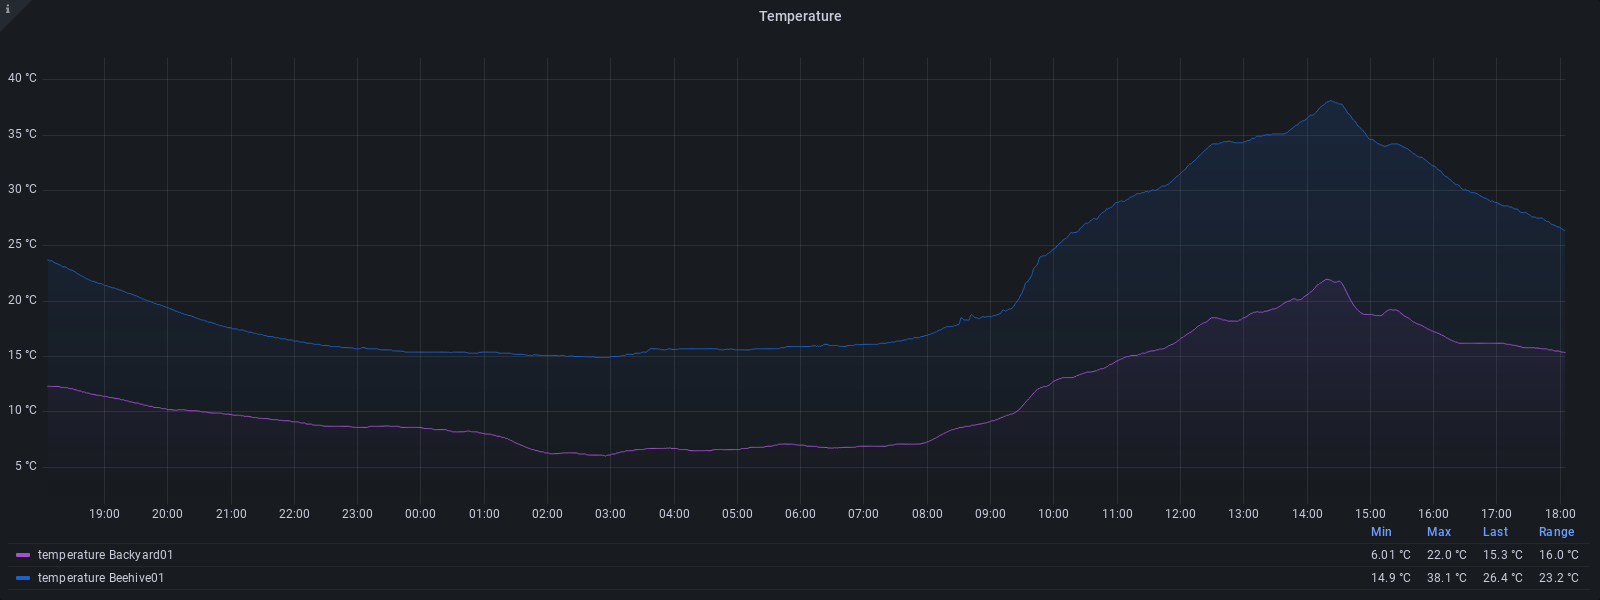 i
Temperature
40 °C
35 °C
30 °C
25 °C
20 °C
15 °C
10 °C
5 °C
19:00 20:00 21:00 22:00 23:00 00:00 01:00 02:00 03:00 04:00 05:00 06:00 07:00 08:00 09:00 10:00 11:00 12:00 13:00 14:00 15:00 16:00 17:00 18:00
Min Max Last Range
temperature Backyard01 6.01 °C 22.0 °C 15.3 °C 16.0 °C
temperature Beehive01 14.9 °C 38.1 °C 26.4 °C 23.2 °C